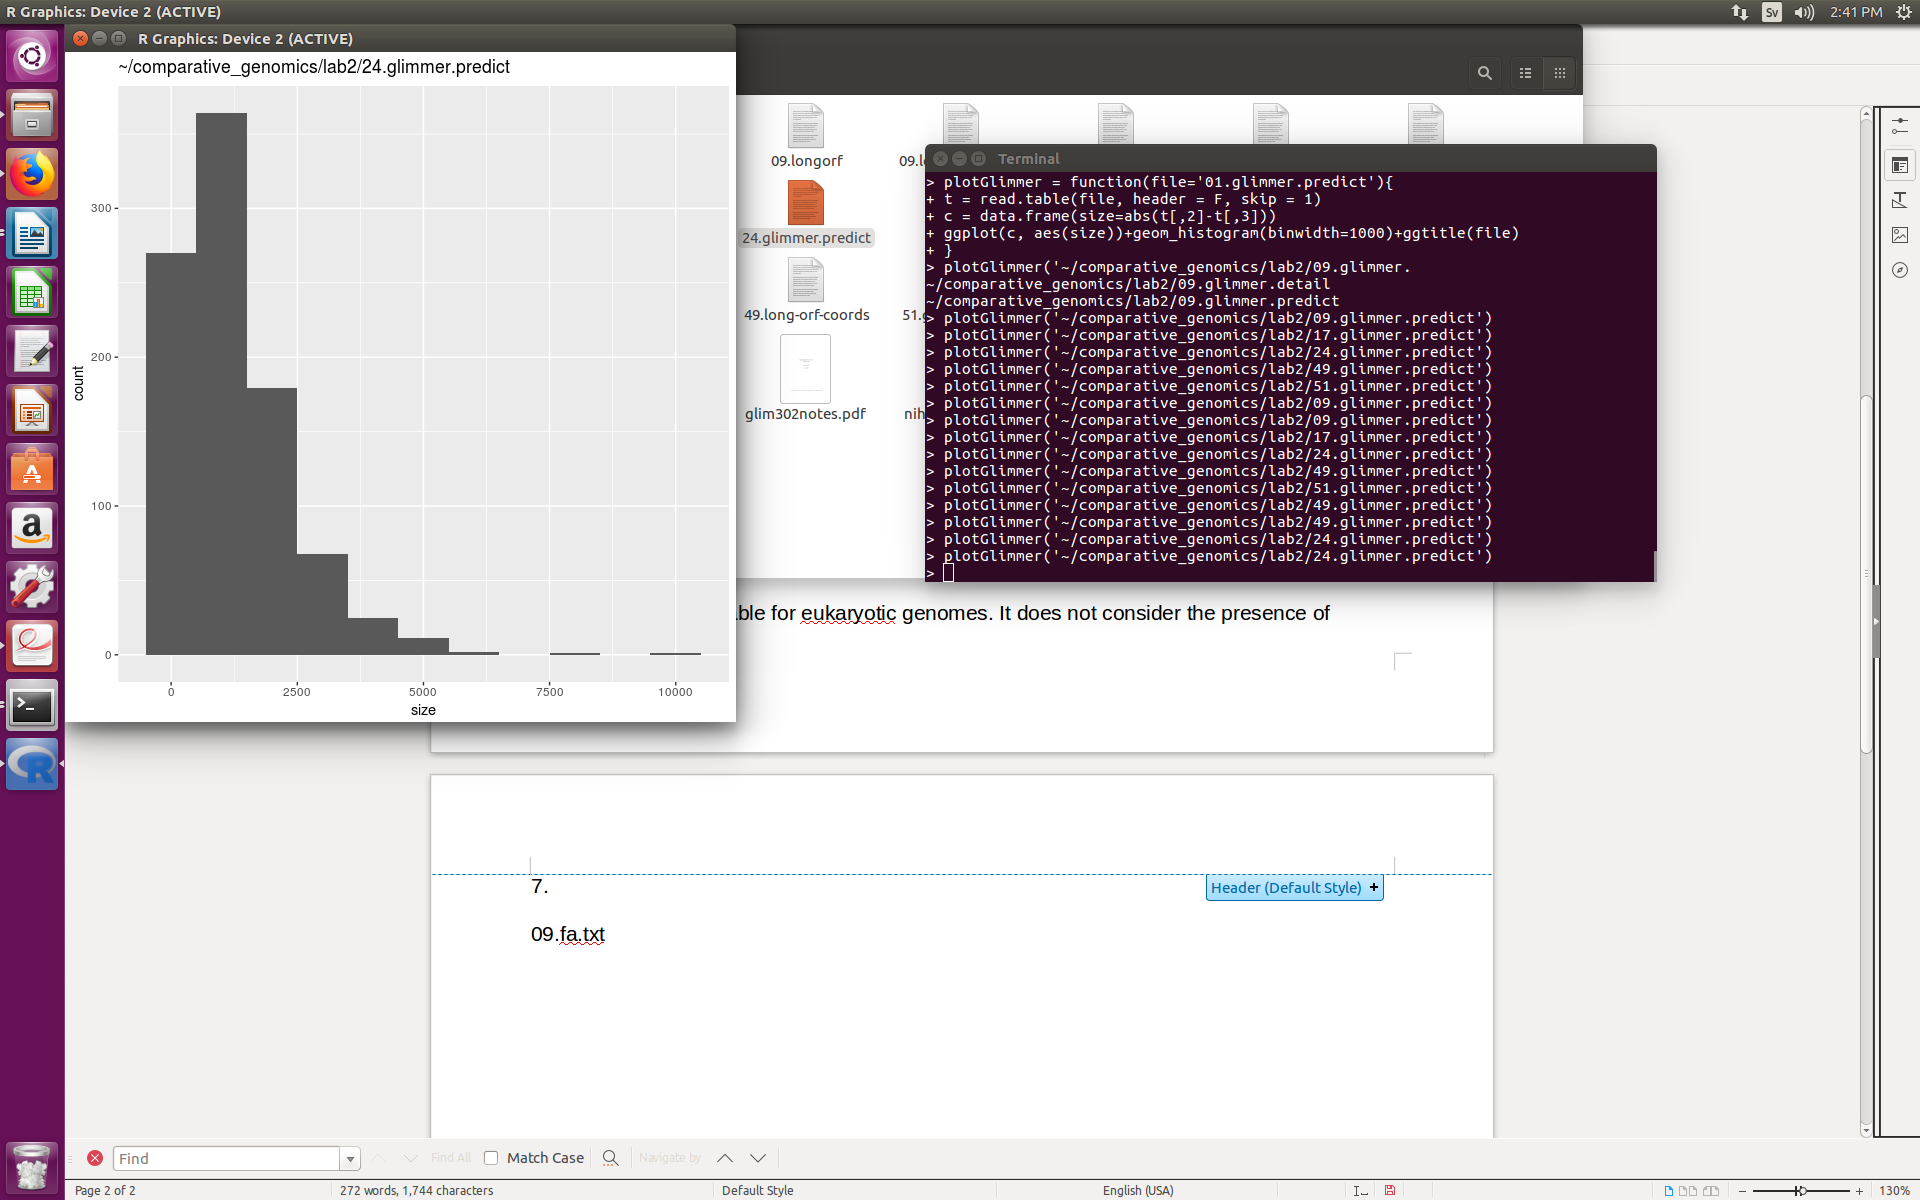 R Graphics: Device 2 (ACTIVE)
Sv
2:41 PM
R Graphics: Device 2 (ACTIVE)
~/comparative_genomics/lab2/24.glimmer.predict
count
300
200
100
0
0
2500
5000
7500
10000
size
09.longorf
24.glimmer.predict
49.long-orf-coords
glim302notes.pdf
Terminal
> plotGlimmer = function(file='01.glimmer.predict'){
+ t = read.table(file, header = F, skip = 1)
+ c = data.frame(size=abs(t[,2]-t[,3]))
+ ggplot(c, aes(size))+geom_histogram(binwidth=1000)+ggtitle(file)
+ }
> plotGlimmer('~/comparative_genomics/lab2/09.glimmer.
~/comparative_genomics/lab2/09.glimmer.detail
~/comparative_genomics/lab2/09.glimmer.predict
> plotGlimmer('~/comparative_genomics/lab2/09.glimmer.predict')
> plotGlimmer('~/comparative_genomics/lab2/17.glimmer.predict')
> plotGlimmer('~/comparative_genomics/lab2/24.glimmer.predict')
> plotGlimmer('~/comparative_genomics/lab2/49.glimmer.predict')
> plotGlimmer('~/comparative_genomics/lab2/51.glimmer.predict')
> plotGlimmer('~/comparative_genomics/lab2/09.glimmer.predict')
> plotGlimmer('~/comparative_genomics/lab2/09.glimmer.predict')
> plotGlimmer('~/comparative_genomics/lab2/17.glimmer.predict')
> plotGlimmer('~/comparative_genomics/lab2/24.glimmer.predict')
> plotGlimmer('~/comparative_genomics/lab2/49.glimmer.predict')
> plotGlimmer('~/comparative_genomics/lab2/51.glimmer.predict')
> plotGlimmer('~/comparative_genomics/lab2/49.glimmer.predict')
> plotGlimmer('~/comparative_genomics/lab2/49.glimmer.predict')
> plotGlimmer('~/comparative_genomics/lab2/24.glimmer.predict')
> plotGlimmer('~/comparative_genomics/lab2/24.glimmer.predict')
>
for eukaryotic genomes. It does not consider the presence of
7.
Header (Default Style) +
09.fa.txt
Find
Find All
Match Case
Navigate by
Page 2 of 2
272 words, 1,744 characters
Default Style
English (USA)
130%